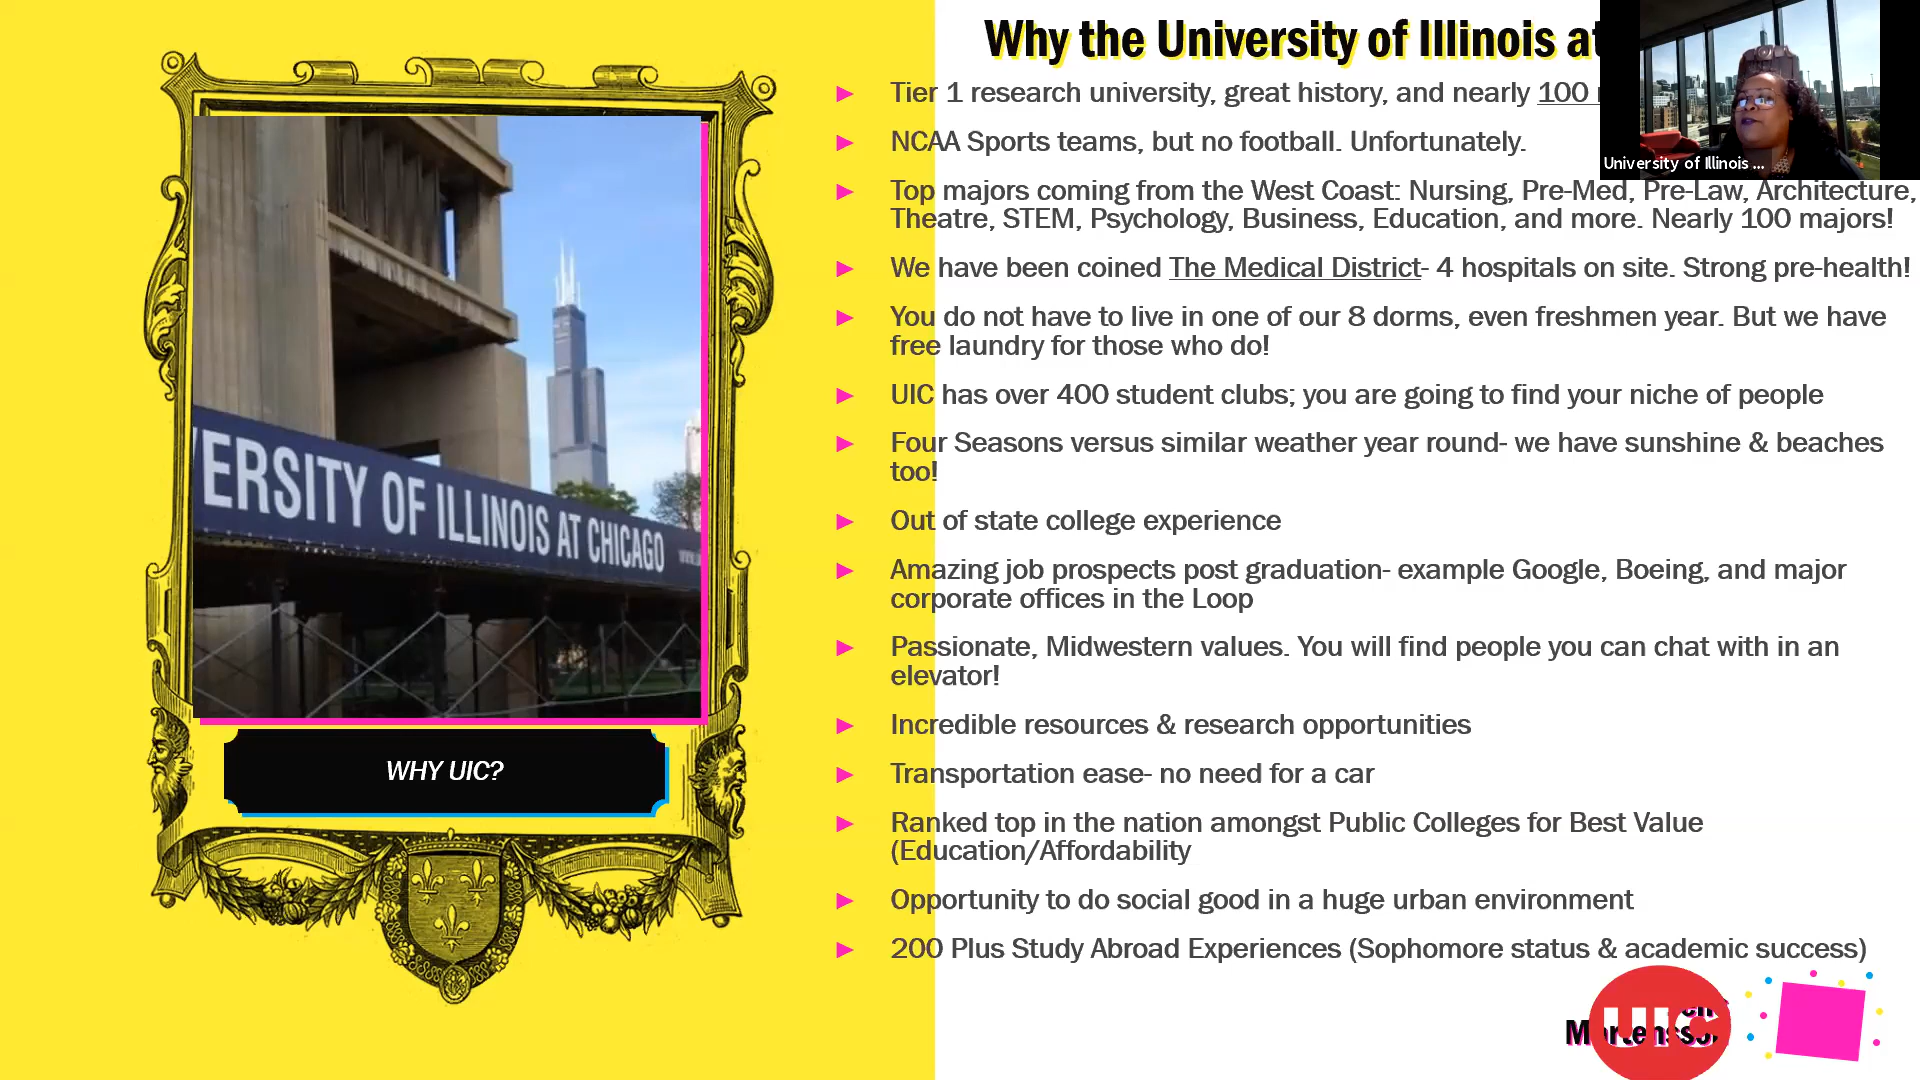 Why the University of Illinois at
Tier 1 research university, great history, and nearly 100
NCAA Sports teams, but no football. Unfortunately.
University of Illinois ...
Top majors coming from the West Coast: Nursing, Pre-Med, Pre-Law, Architecture,
Theatre, STEM, Psychology, Business, Education, and more. Nearly 100 majors!
We have been coined The Medical District- 4 hospitals on site. Strong pre-health!
You do not have to live in one of our 8 dorms, even freshmen year. But we have
free laundry for those who do!
UIC has over 400 student clubs; you are going to find your niche of people
Four Seasons versus similar weather year round- we have sunshine & beaches
too!
Out of state college experience
Amazing job prospects post graduation- example Google, Boeing, and major
corporate offices in the Loop
Passionate, Midwestern values. You will find people you can chat with in an
elevator!
Incredible resources & research opportunities
Transportation ease- no need for a car
Ranked top in the nation amongst Public Colleges for Best Value
(Education/Affordability
Opportunity to do social good in a huge urban environment
200 Plus Study Abroad Experiences (Sophomore status & academic success)
ERSITY OF ILLINOIS AT CHICAGO
WHY UIC?
UIC